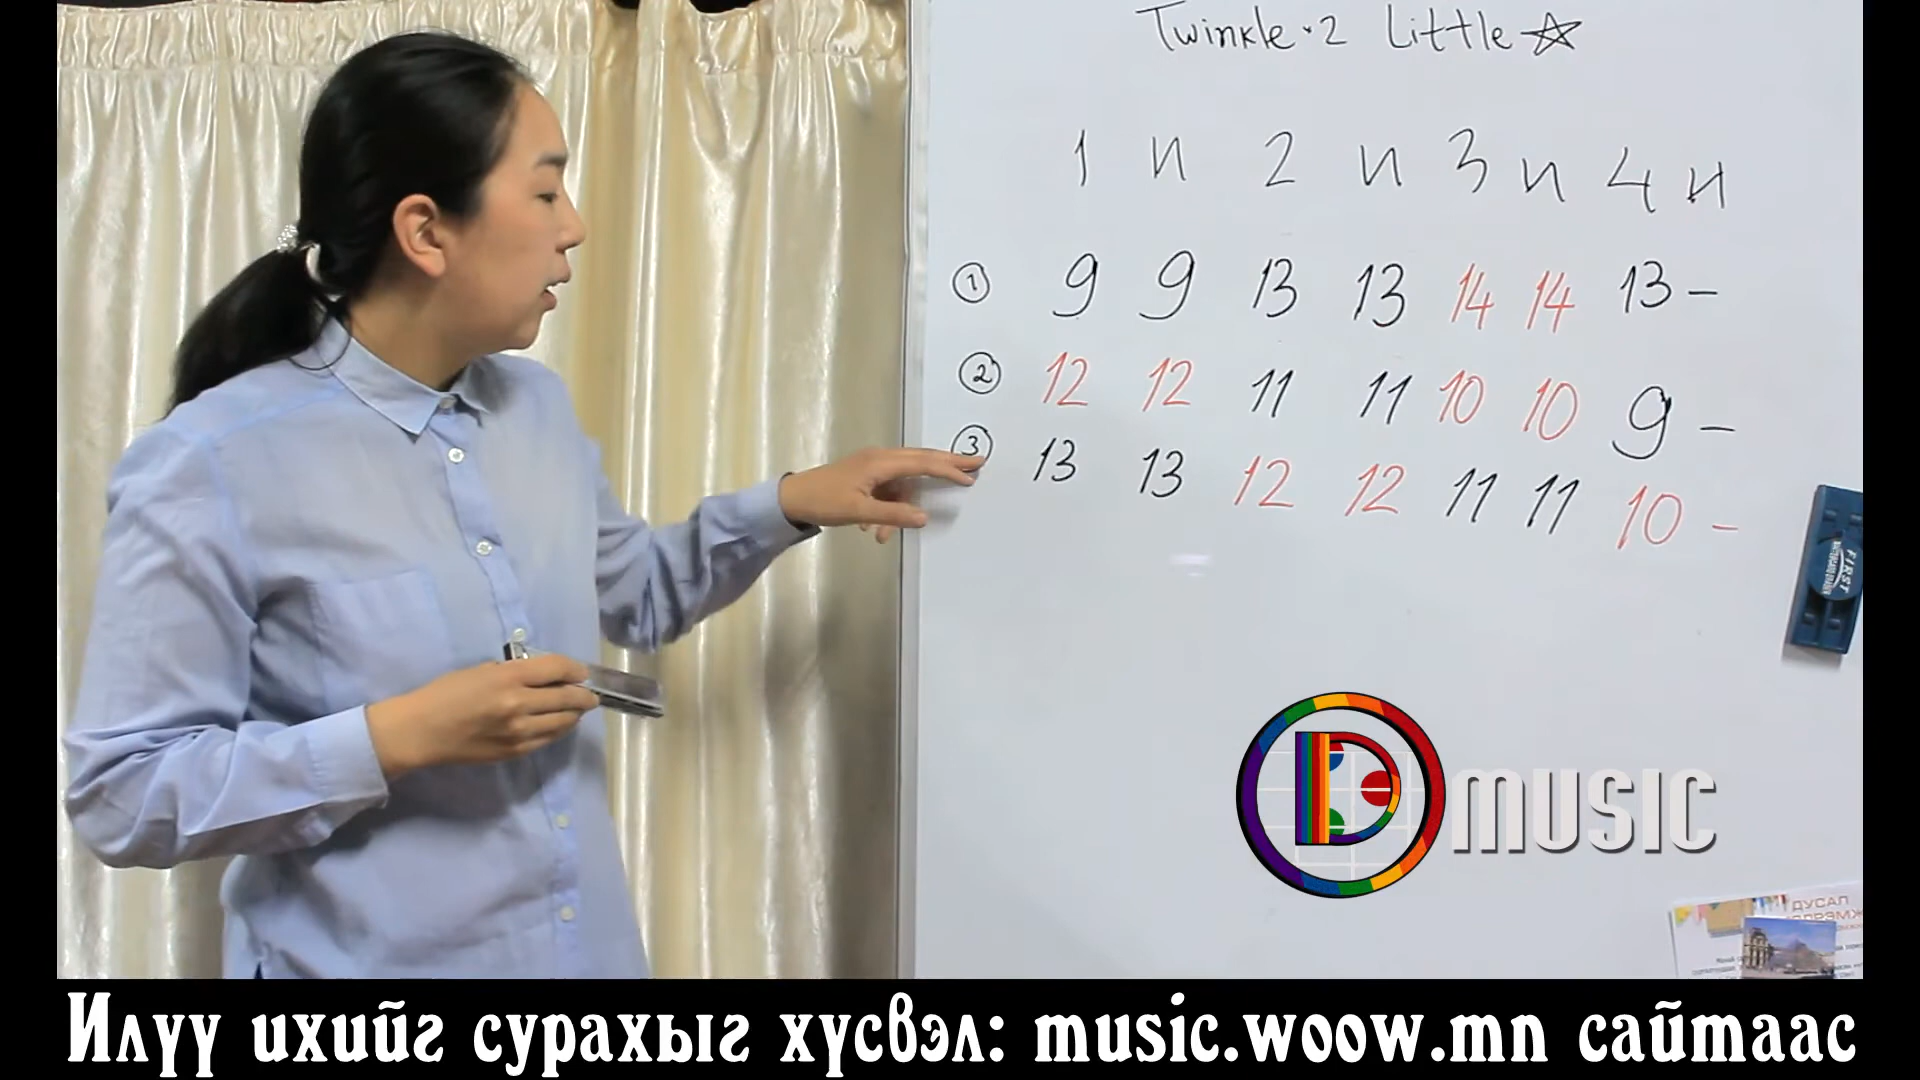 Twinkle·2 Little☆
1 и 2 и 3 и 4 и
① 9 9 13 13 14 14 13 –
② 12 12 11 11 10 10 9 –
③ 13 13 12 12 11 11 10 –
FIRST
MUSIC
ДУСАЛ
Илүү ихийг сурахыг хүсвэл: music.woow.mn сайтаас